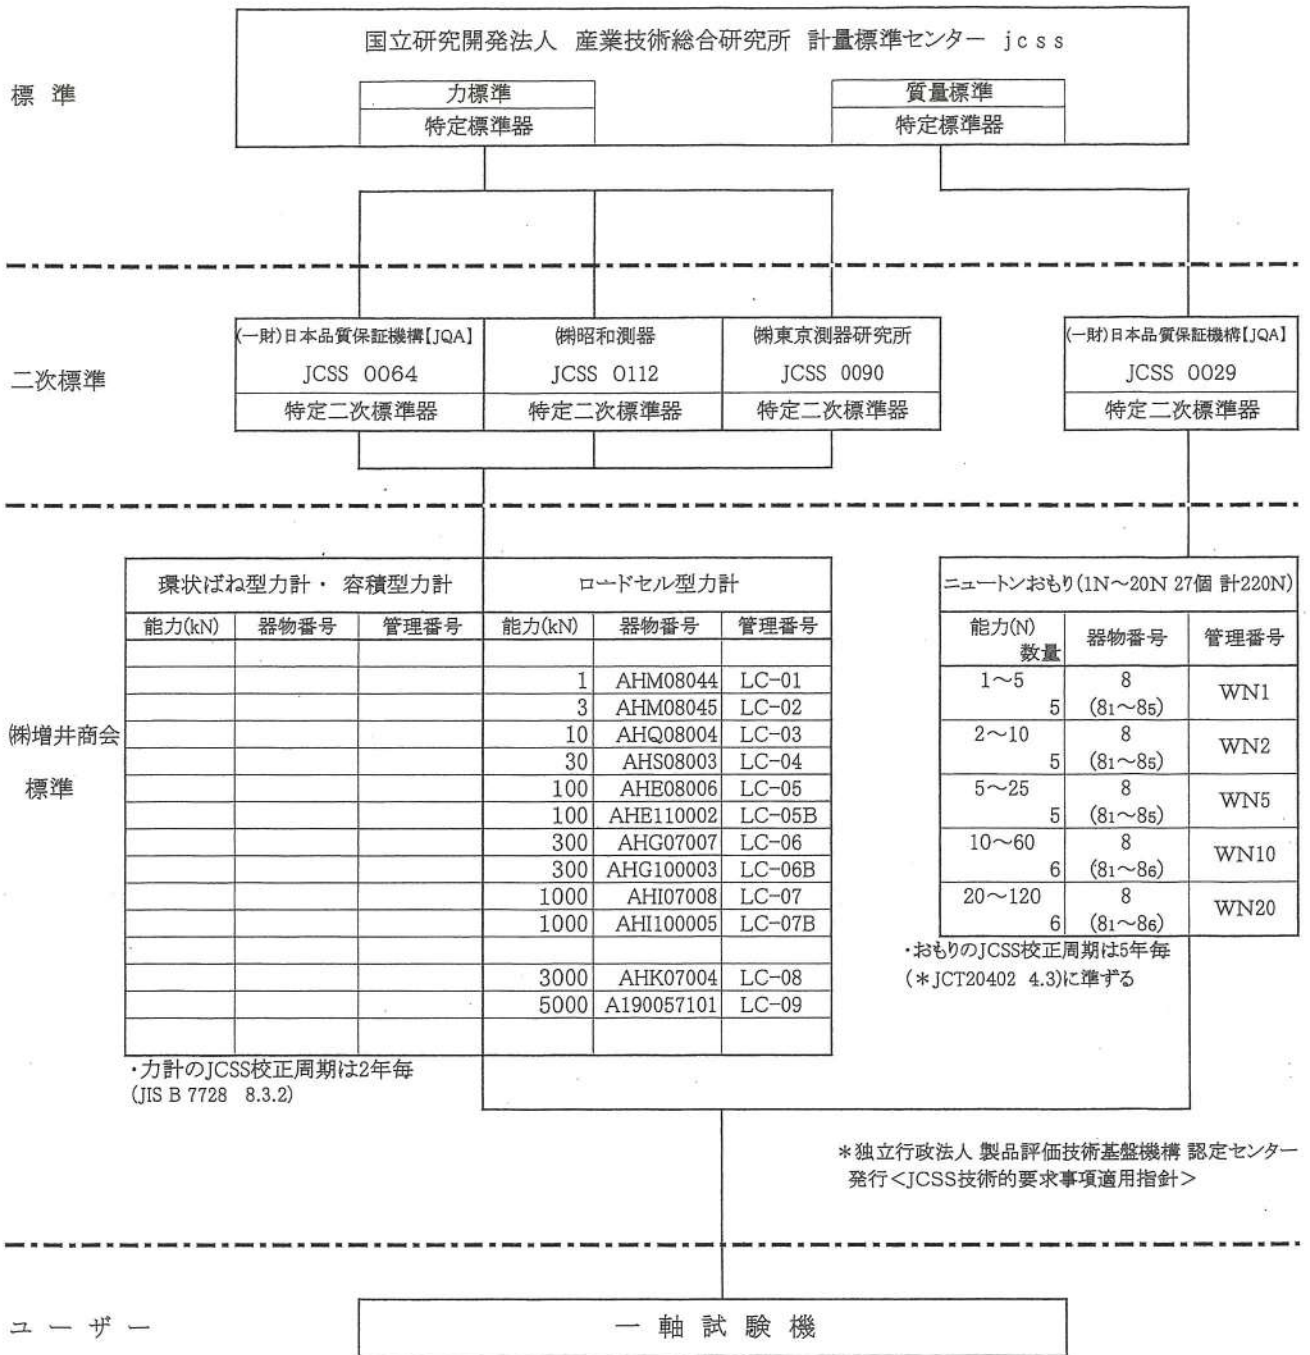 国立研究開発法人 産業技術総合研究所 計量標準センター jcss
標準
力標準
質量標準
特定標準器
特定標準器
(一財)日本品質保証機構【JQA】
㈱昭和測器
㈱東京測器研究所
(一財)日本品質保証機構【JQA】
二次標準
JCSS 0064
JCSS 0112
JCSS 0090
JCSS 0029
特定二次標準器
特定二次標準器
特定二次標準器
特定二次標準器
環状ばね型力計・容積型力計
ロードセル型力計
能力(kN) 器物番号 管理番号 能力(kN) 器物番号 管理番号
1 AHM08044 LC-01
3 AHM08045 LC-02
10 AHQ08004 LC-03
30 AHS08003 LC-04
100 AHE08006 LC-05
100 AHE110002 LC-05B
300 AHG07007 LC-06
300 AHG100003 LC-06B
1000 AHI07008 LC-07
1000 AHI100005 LC-07B
3000 AHK07004 LC-08
5000 A190057101 LC-09
㈱増井商会
標準
・力計のJCSS校正周期は2年毎
(JIS B 7728 8.3.2)
ニュートンおもり(1N～20N 27個 計220N)
能力(N) 数量 器物番号 管理番号
1～5 5 8 (81～85) WN1
2～10 5 8 (81～85) WN2
5～25 5 8 (81～85) WN5
10～60 6 8 (81～86) WN10
20～120 6 8 (81～86) WN20
・おもりのJCSS校正周期は5年毎
(＊JCT20402 4.3)に準ずる
＊独立行政法人 製品評価技術基盤機構 認定センター
発行＜JCSS技術的要求事項適用指針＞
ユーザー
一軸試験機